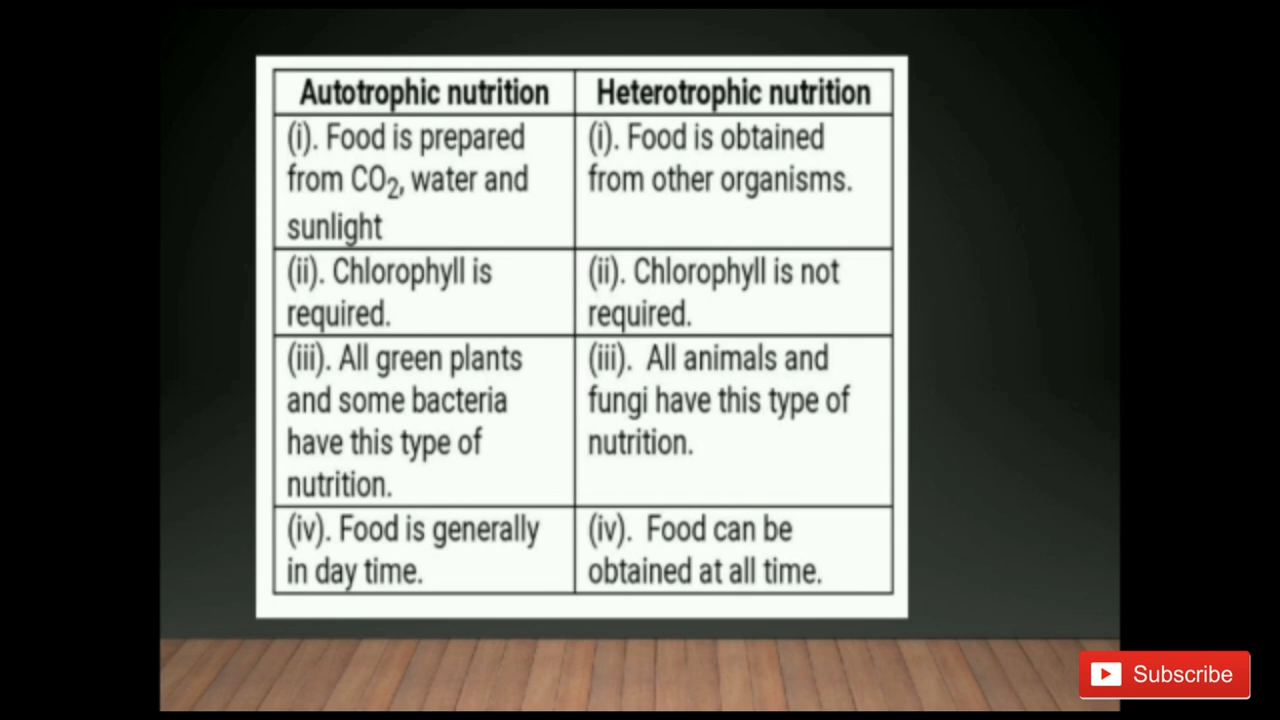 Autotrophic nutrition
Heterotrophic nutrition
(i). Food is prepared
from CO₂, water and
sunlight
(i). Food is obtained
from other organisms.
(ii). Chlorophyll is
required.
(ii). Chlorophyll is not
required.
(iii). All green plants
and some bacteria
have this type of
nutrition.
(iii). All animals and
fungi have this type of
nutrition.
(iv). Food is generally
in day time.
(iv). Food can be
obtained at all time.
Subscribe